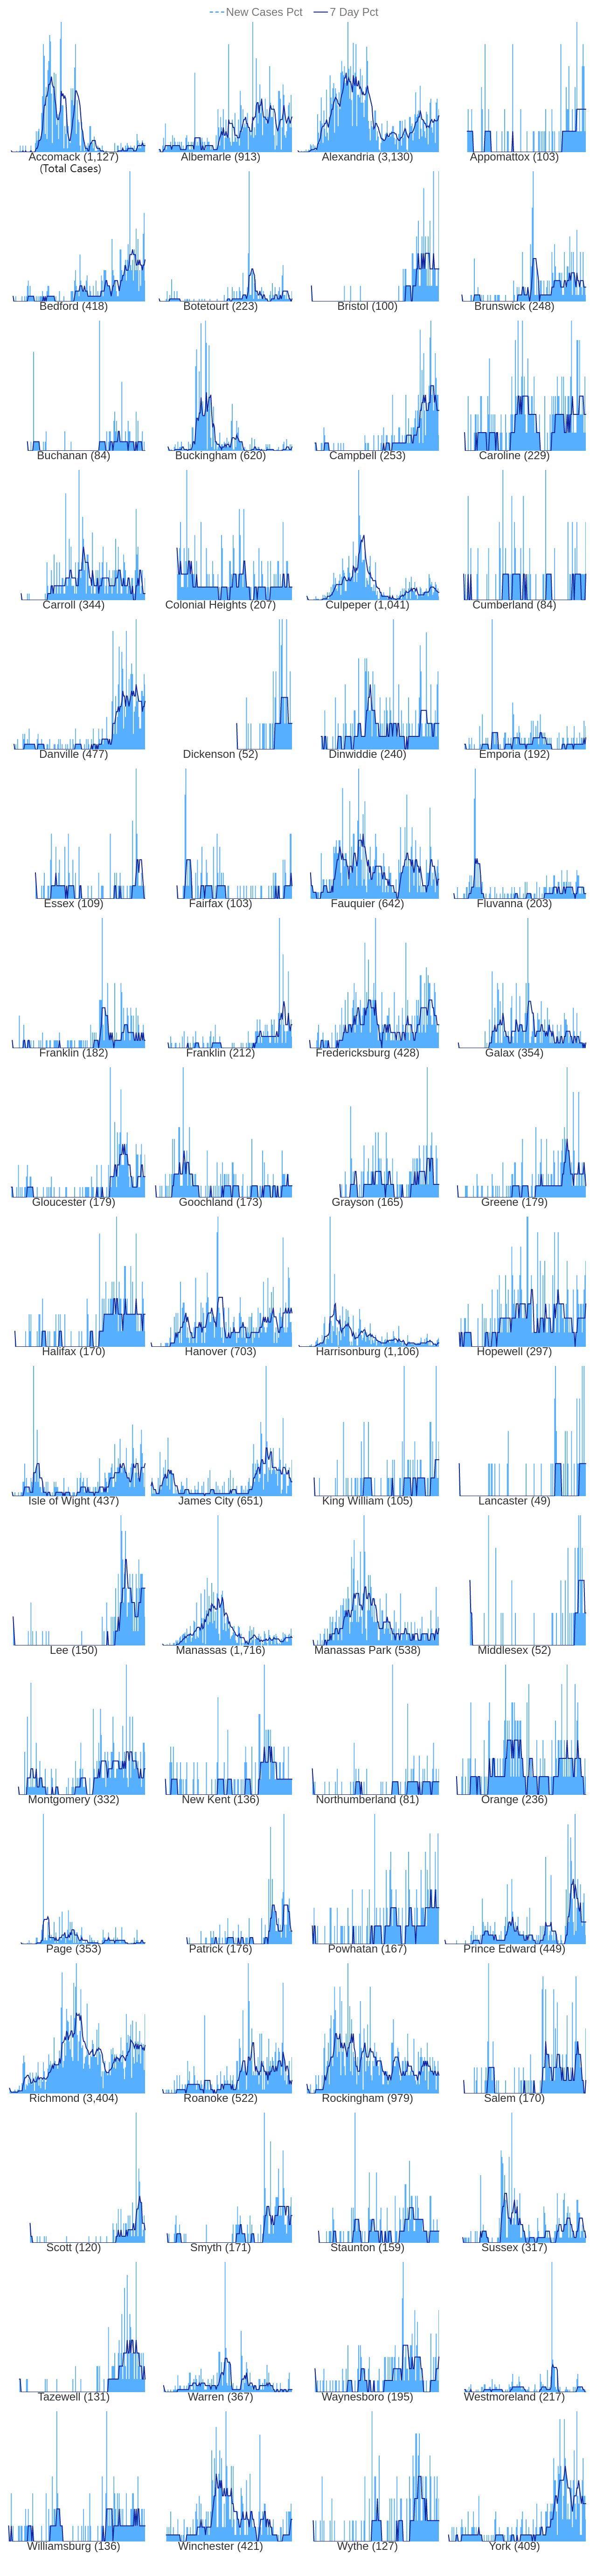 New Cases Pct 7 Day Pct
Accomack (1,127) Albemarle (913) Alexandria (3,130) Appomattox (103)
(Total Cases)
Bedford (418) Botetourt (223) Bristol (100) Brunswick (248)
Buchanan (84) Buckingham (620) Campbell (253) Caroline (229)
Carroll (344) Colonial Heights (207) Culpeper (1,041) Cumberland (84)
Danville (477) Dickenson (52) Dinwiddie (240) Emporia (192)
Essex (109) Fairfax (103) Fauquier (642) Fluvanna (203)
Franklin (182) Franklin (212) Fredericksburg (428) Galax (354)
Gloucester (179) Goochland (173) Grayson (165) Greene (179)
Halifax (170) Hanover (703) Harrisonburg (1,106) Hopewell (297)
Isle of Wight (437) James City (651) King William (105) Lancaster (49)
Lee (150) Manassas (1,716) Manassas Park (538) Middlesex (52)
Montgomery (332) New Kent (136) Northumberland (81) Orange (236)
Page (353) Patrick (176) Powhatan (167) Prince Edward (449)
Richmond (3,404) Roanoke (522) Rockingham (979) Salem (170)
Scott (120) Smyth (171) Staunton (159) Sussex (317)
Tazewell (131) Warren (367) Waynesboro (195) Westmoreland (217)
Williamsburg (136) Winchester (421) Wythe (127) York (409)